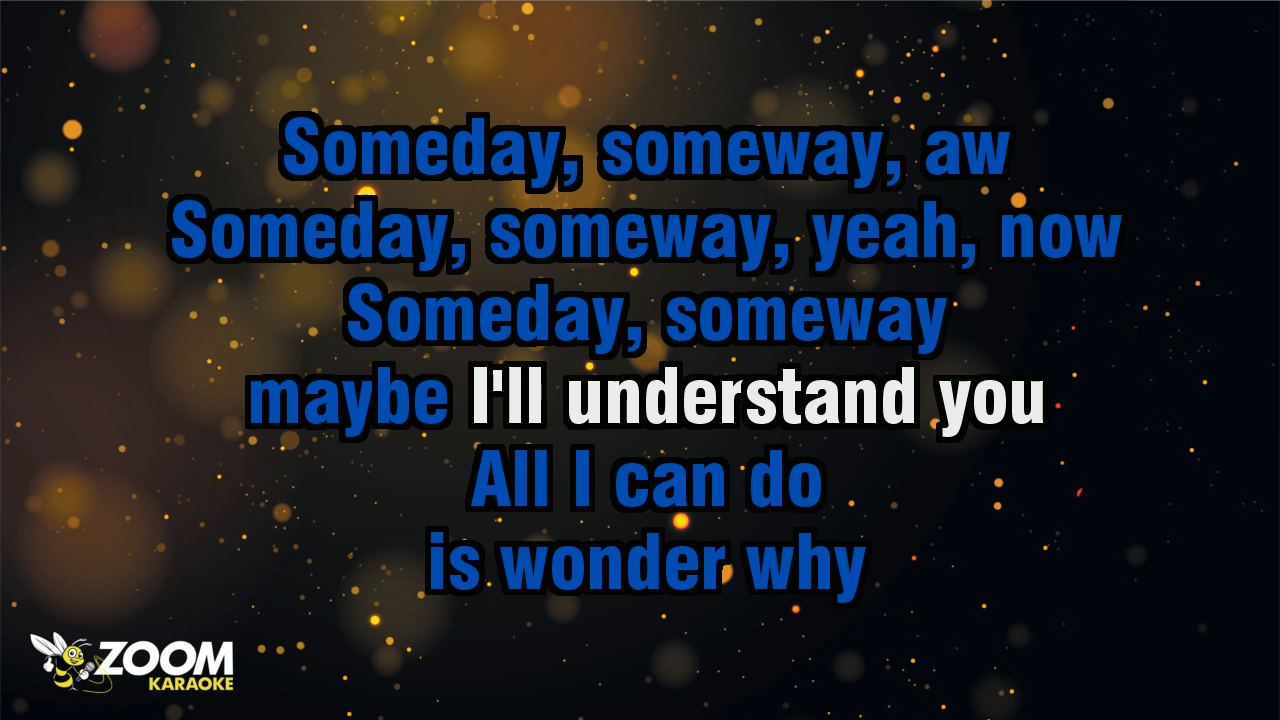 Someday, someway, aw
Someday, someway, yeah, now
Someday, someway
maybe I'll understand you
All I can do
is wonder why
ZOOM
KARAOKE